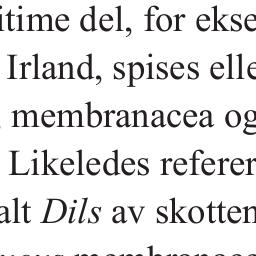 itime del, for ekse
Irland, spises elle
membranacea og
Likeledes referer
alt Dils av skotten